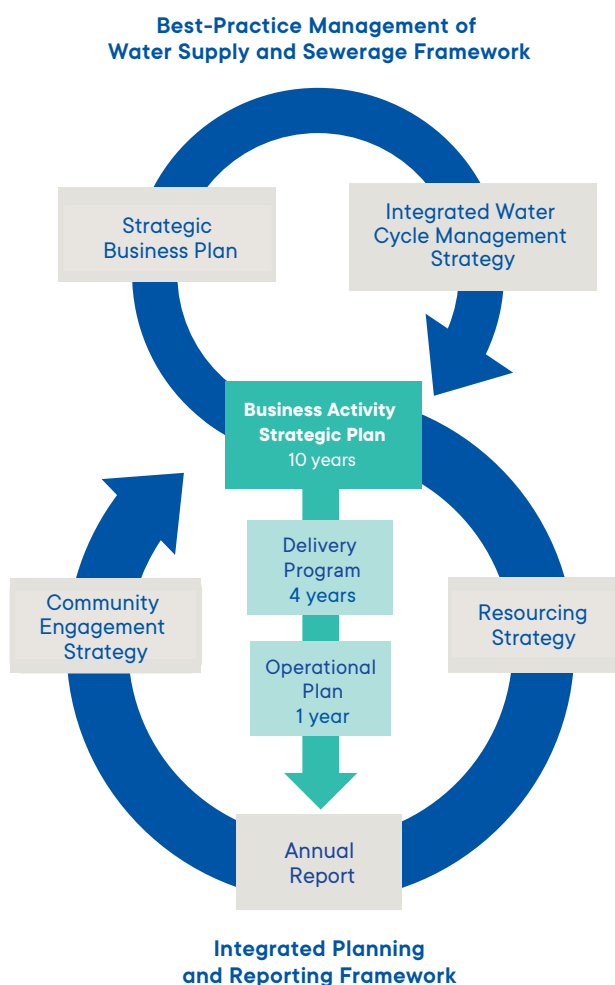 Best-Practice Management of
Water Supply and Sewerage Framework
Strategic
Business Plan
Integrated Water
Cycle Management
Strategy
Business Activity
Strategic Plan
10 years
Delivery
Program
4 years
Community
Engagement
Strategy
Resourcing
Strategy
Operational
Plan
1 year
Annual
Report
Integrated Planning
and Reporting Framework